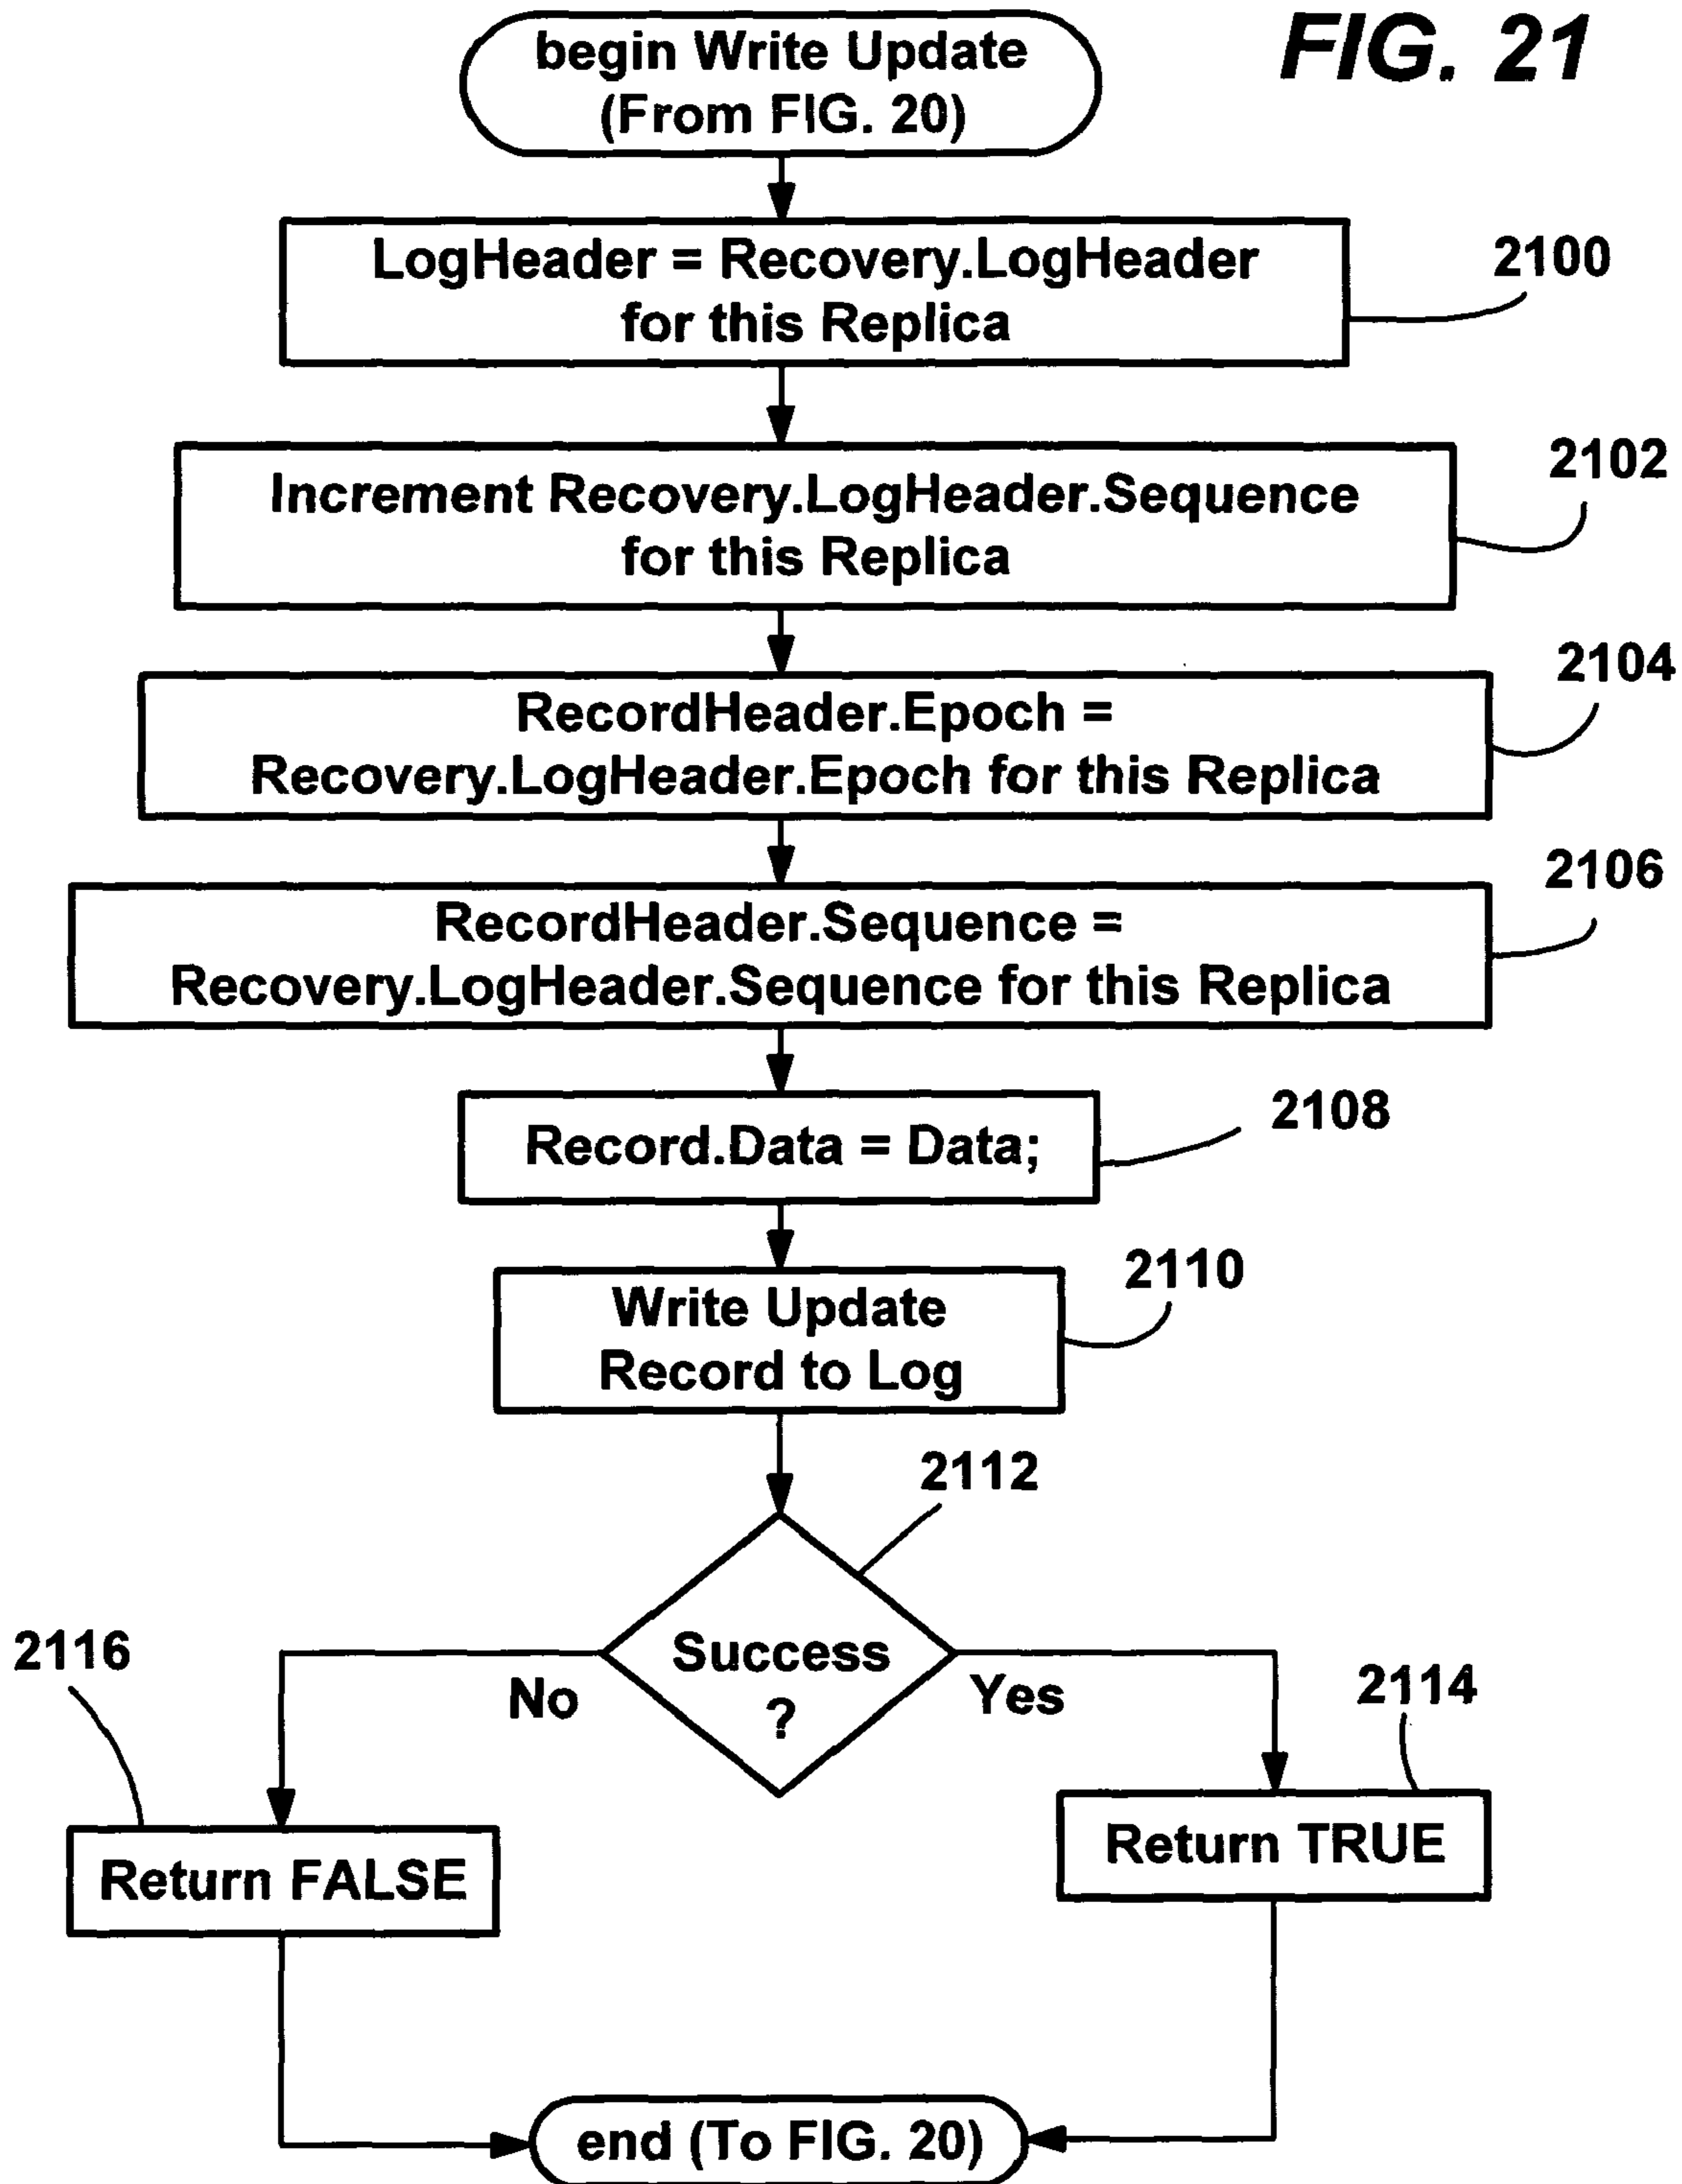 FIG. 21
begin Write Update
(From FIG. 20)
LogHeader = Recovery.LogHeader
for this Replica
2100
Increment Recovery.LogHeader.Sequence
for this Replica
2102
RecordHeader.Epoch =
Recovery.LogHeader.Epoch for this Replica
2104
RecordHeader.Sequence =
Recovery.LogHeader.Sequence for this Replica
2106
Record.Data = Data;
2108
Write Update
Record to Log
2110
2112
Success
?
No
Yes
2116
Return FALSE
2114
Return TRUE
end (To FIG. 20)